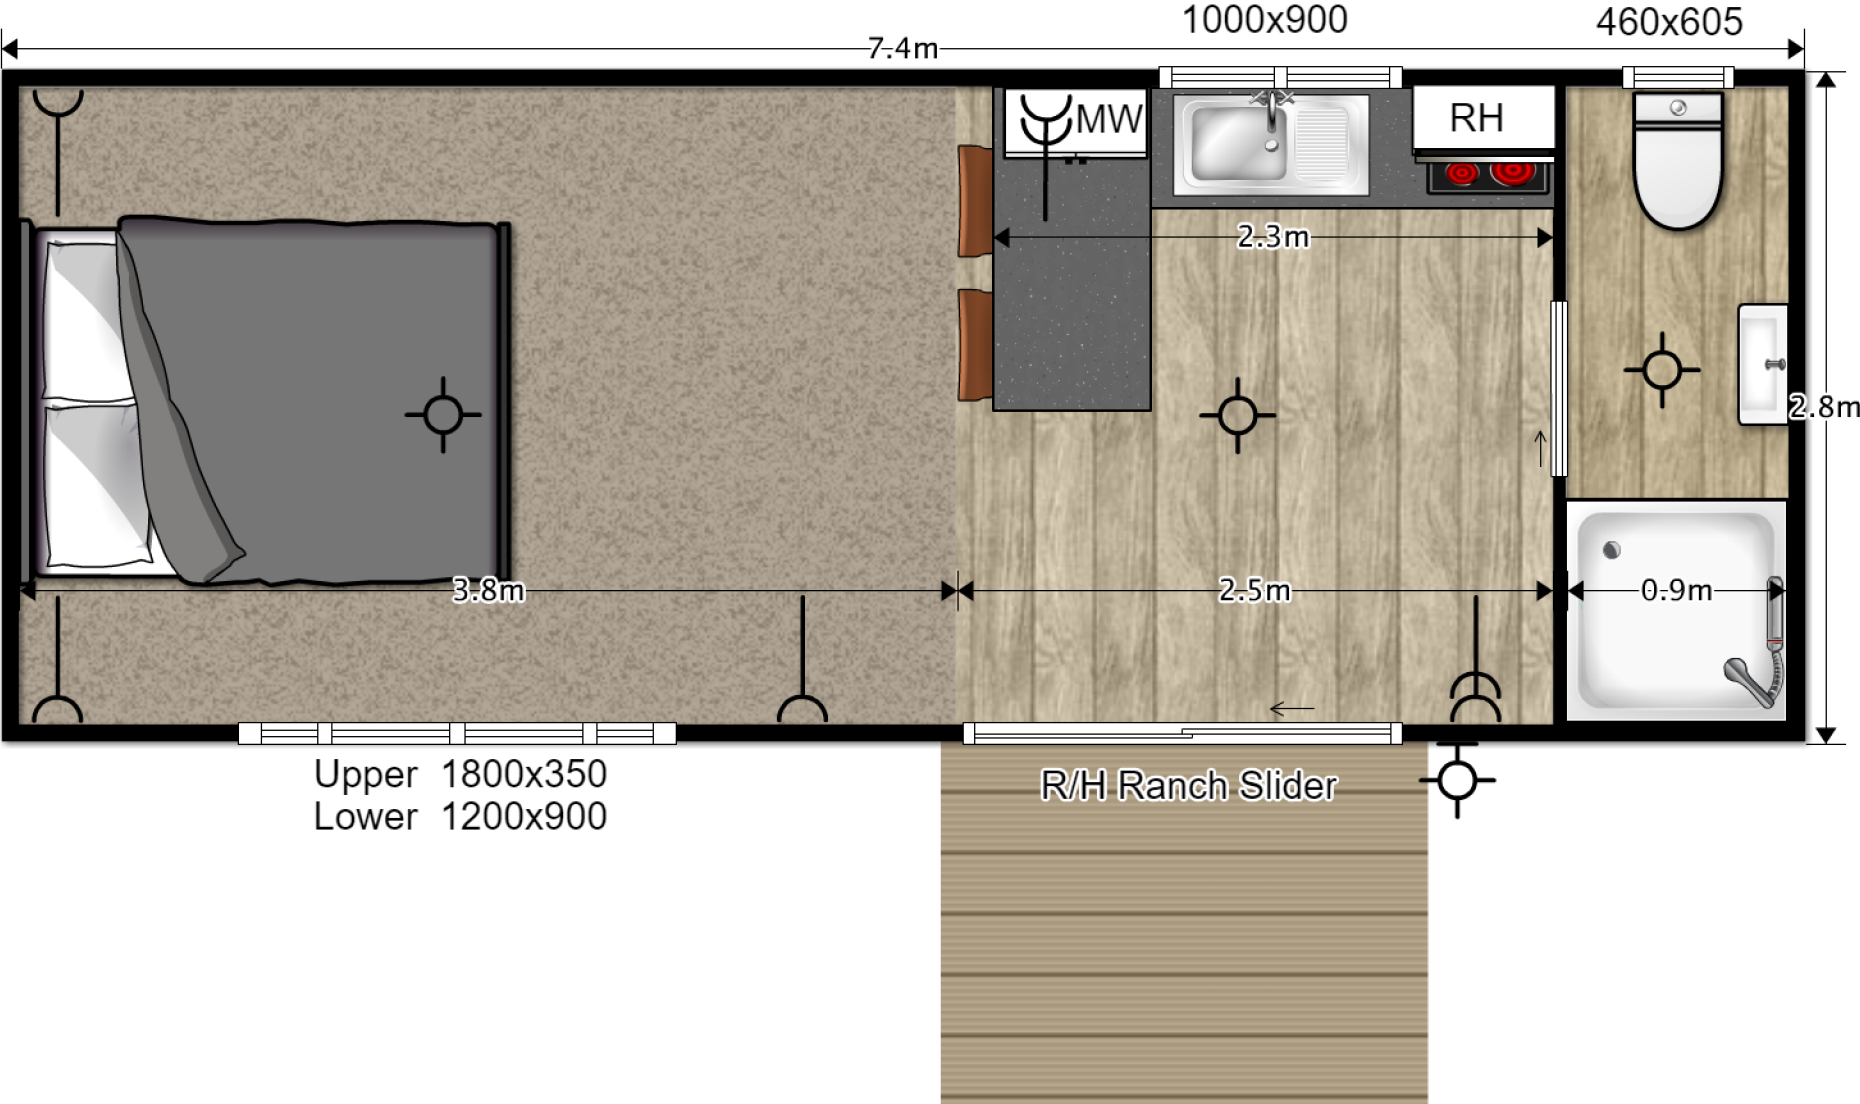 1000x900
460x605
7.4m
MW
RH
2.3m
2.8m
3.8m
2.5m
0.9m
R/H Ranch Slider
Upper 1800x350
Lower 1200x900